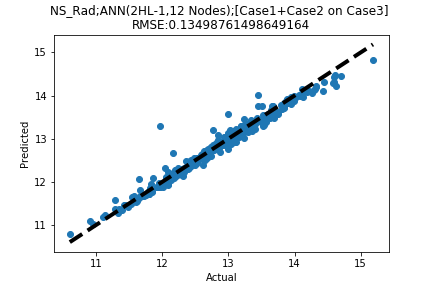 NS_Rad;ANN(2HL-1,12 Nodes);[Case1+Case2 on Case3]
RMSE:0.13498761498649164
15
14
13
12
11
Predicted
11 12 13 14 15
Actual